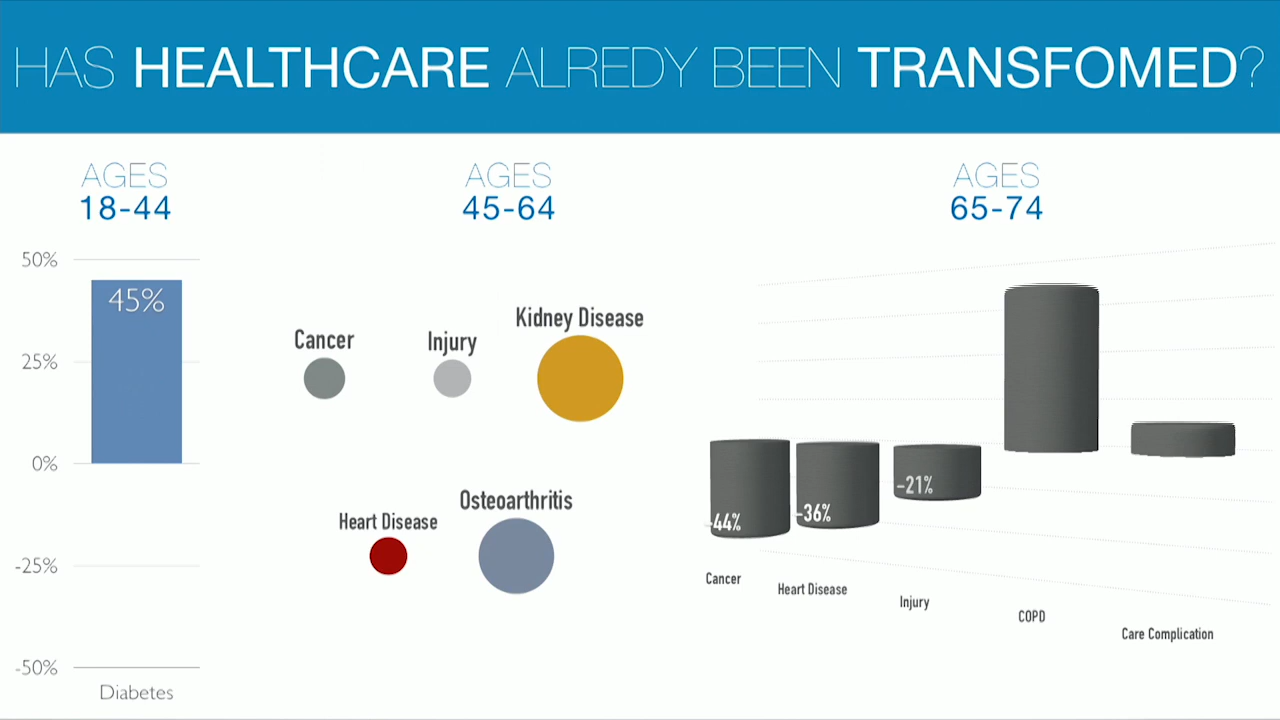 HAS HEALTHCARE ALREDY BEEN TRANSFOMED?
AGES
18-44
50%
45%
25%
0%
-25%
-50%
Diabetes
AGES
45-64
Cancer
Injury
Kidney Disease
Heart Disease
Osteoarthritis
AGES
65-74
-44%
-36%
-21%
Cancer
Heart Disease
Injury
COPD
Care Complication